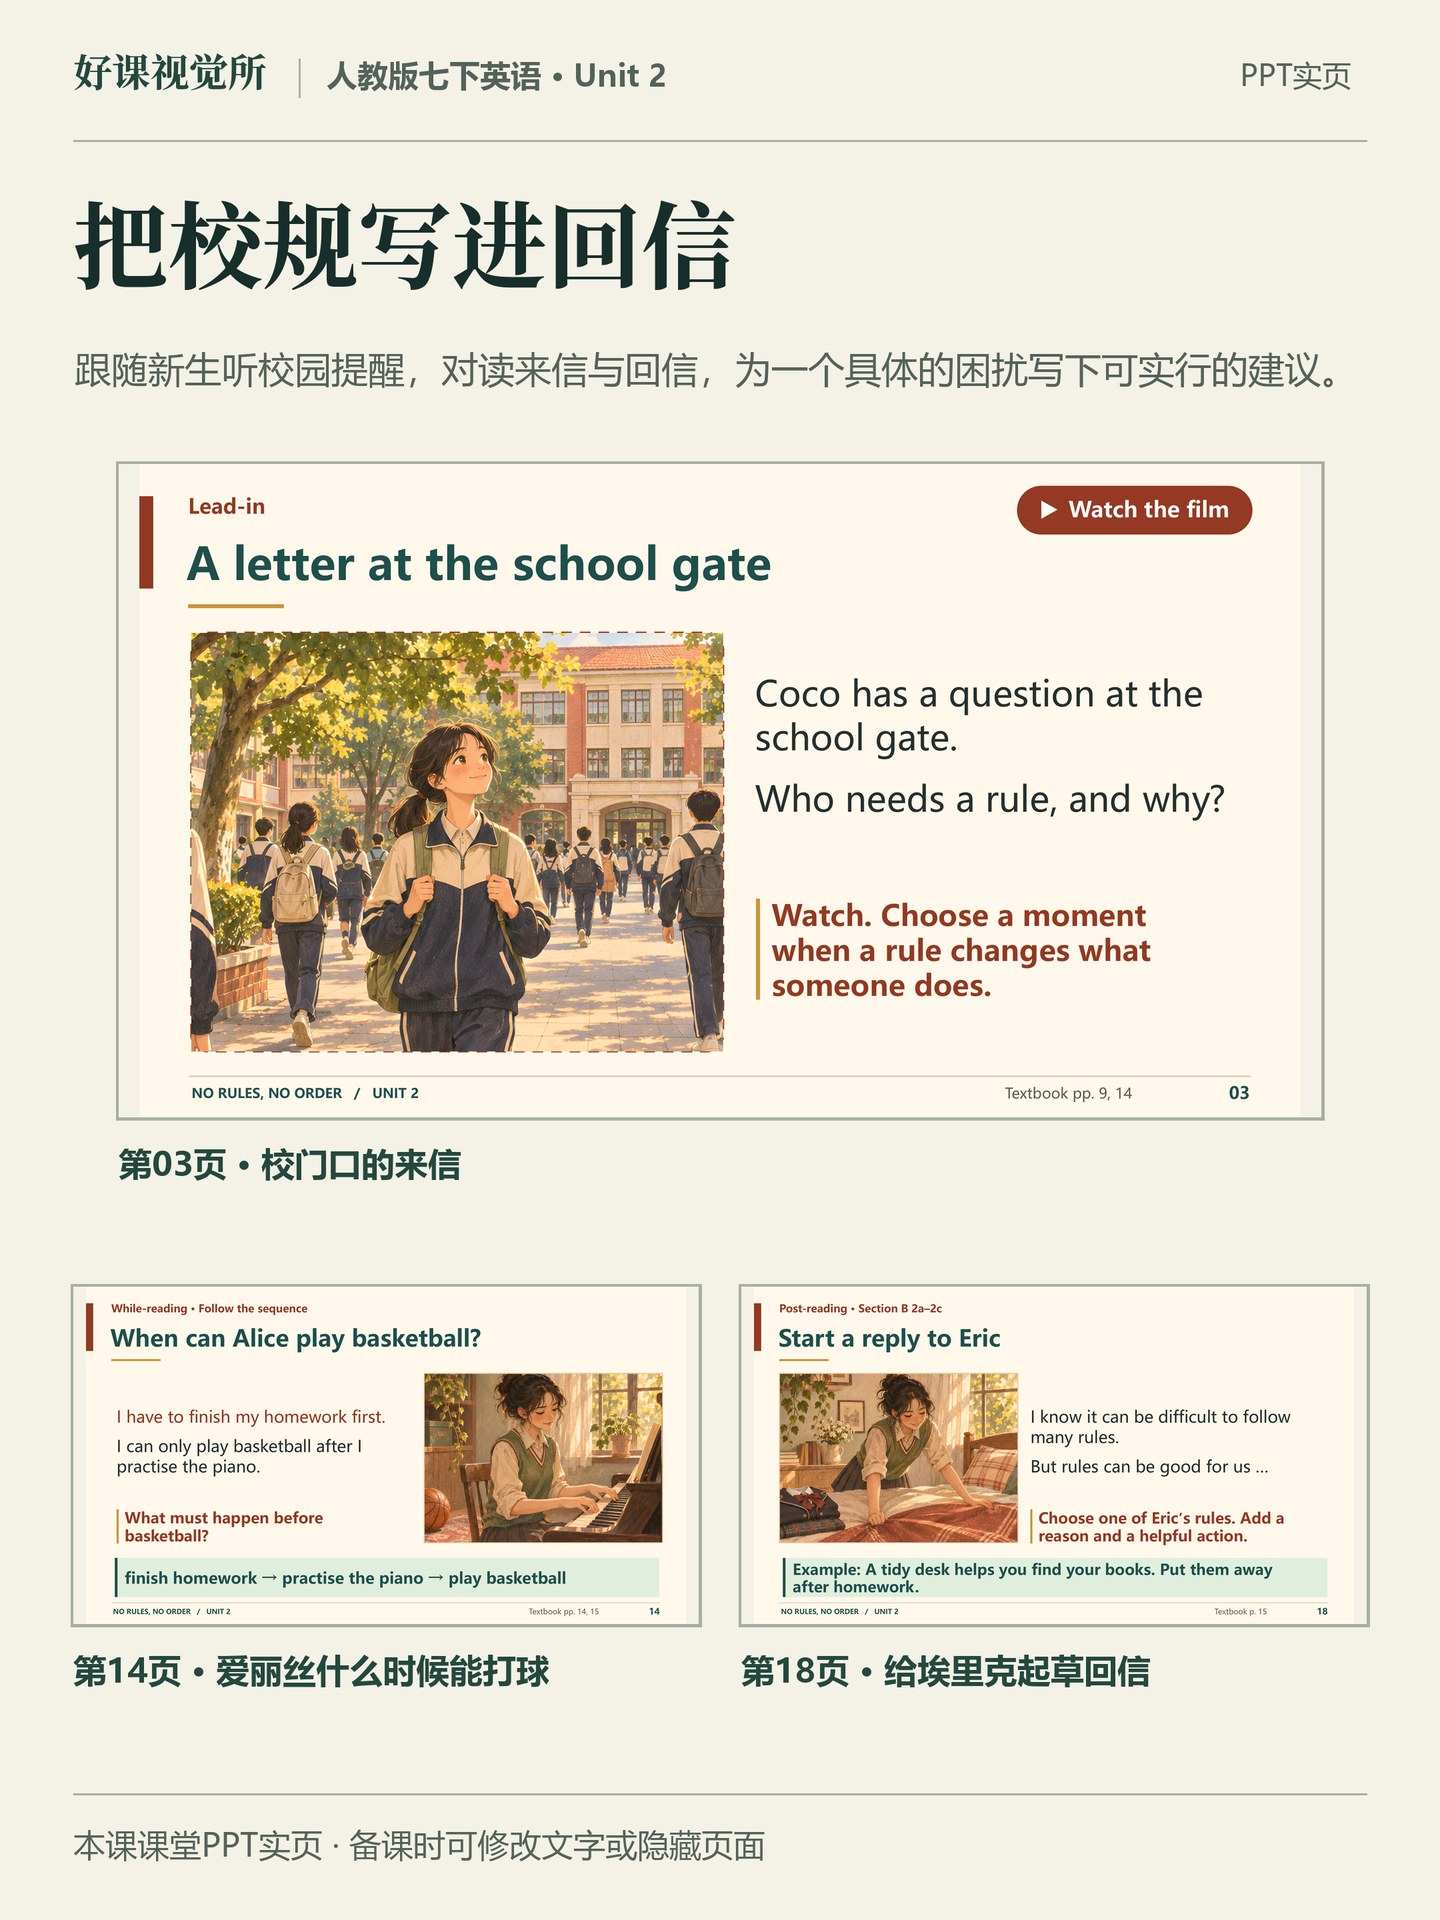 好课视觉所
人教版七下英语 • Unit 2
PPT实页
把校规写进回信
跟随新生听校园提醒，对读来信与回信，为一个具体的困扰写下可实行的建议。
Lead-in
▶ Watch the film
A letter at the school gate
Coco has a question at the
school gate.
Who needs a rule, and why?
Watch. Choose a moment
when a rule changes what
someone does.
NO RULES, NO ORDER / UNIT 2
Textbook pp. 9, 14
03
第03页 • 校门口的来信
While-reading • Follow the sequence
When can Alice play basketball?
I have to finish my homework first.
I can only play basketball after I
practise the piano.
What must happen before
basketball?
finish homework → practise the piano → play basketball
NO RULES, NO ORDER / UNIT 2
Textbook pp. 14, 15
14
第14页 • 爱丽丝什么时候能打球
Post-reading • Section B 2a–2c
Start a reply to Eric
I know it can be difficult to follow
many rules.
But rules can be good for us ...
Choose one of Eric's rules. Add a
reason and a helpful action.
Example: A tidy desk helps you find your books. Put them away
after homework.
NO RULES, NO ORDER / UNIT 2
Textbook p. 15
18
第18页 • 给埃里克起草回信
本课课堂PPT实页 · 备课时可修改文字或隐藏页面